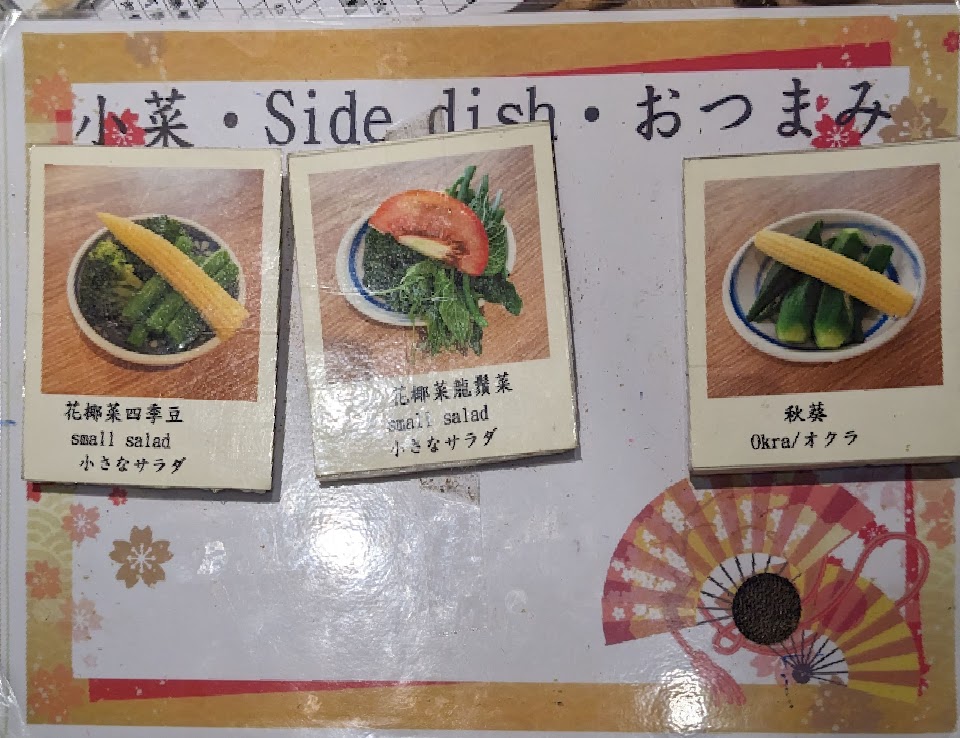 小菜・Side dish・おつまみ
花椰菜四季豆
small salad
小さなサラダ
花椰菜龍鬚菜
small salad
小さなサラダ
秋葵
Okra/オクラ